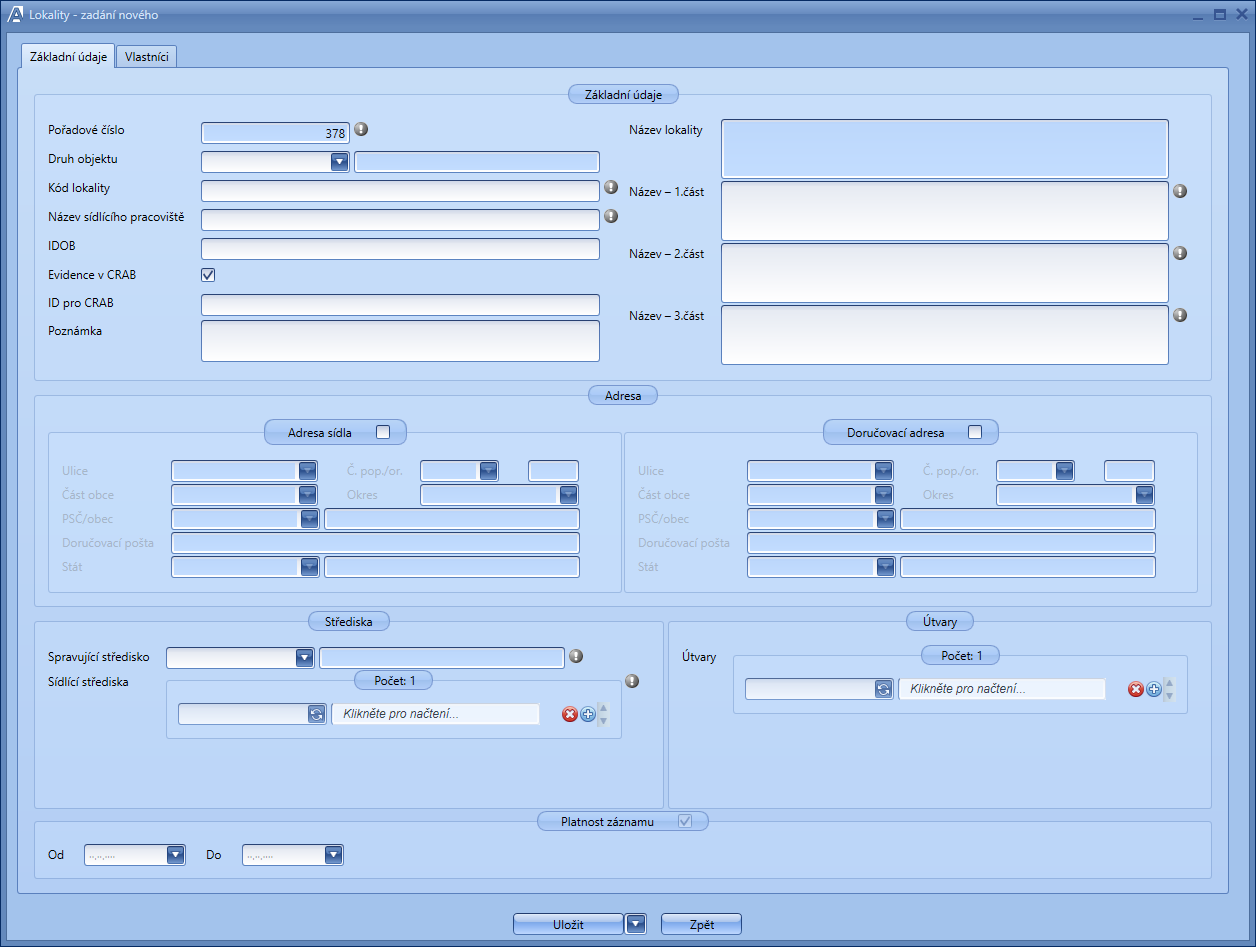 Lokality - zadání nového
Základní údaje
Vlastníci
Základní údaje
Pořadové číslo
378
Druh objektu
Kód lokality
Název sídlícího pracoviště
IDOB
Evidence v CRAB
ID pro CRAB
Poznámka
Název lokality
Název – 1.část
Název – 2.část
Název – 3.část
Adresa
Adresa sídla
Ulice
Č. pop./or.
Část obce
Okres
PSČ/obec
Doručovací pošta
Stát
Doručovací adresa
Ulice
Č. pop./or.
Část obce
Okres
PSČ/obec
Doručovací pošta
Stát
Střediska
Spravující středisko
Sídlící střediska
Počet: 1
Klikněte pro načtení...
Útvary
Útvary
Počet: 1
Klikněte pro načtení...
Platnost záznamu
Od
..,..,....
Do
..,..,....
Uložit
Zpět